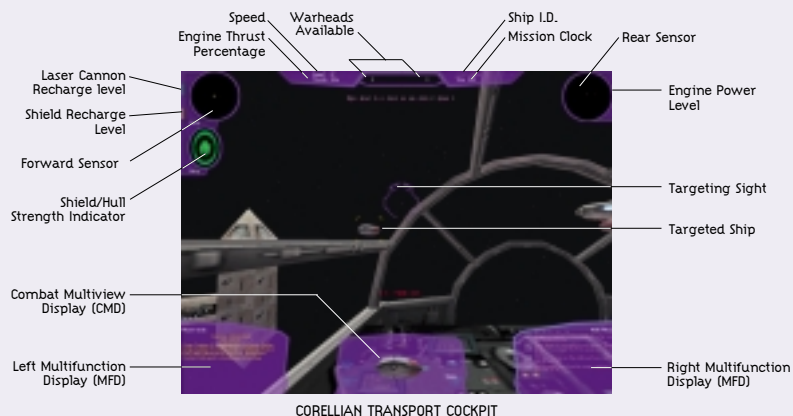 Speed
Engine Thrust
Percentage
Warheads
Available
Ship I.D.
Mission Clock
Rear Sensor
Laser Cannon
Recharge level
Shield Recharge
Level
Forward Sensor
Shield/Hull
Strength Indicator
Engine Power
Level
Targeting Sight
Targeted Ship
Combat Multiview
Display (CMD)
Left Multifunction
Display (MFD)
Right Multifunction
Display (MFD)
CORELLIAN TRANSPORT COCKPIT